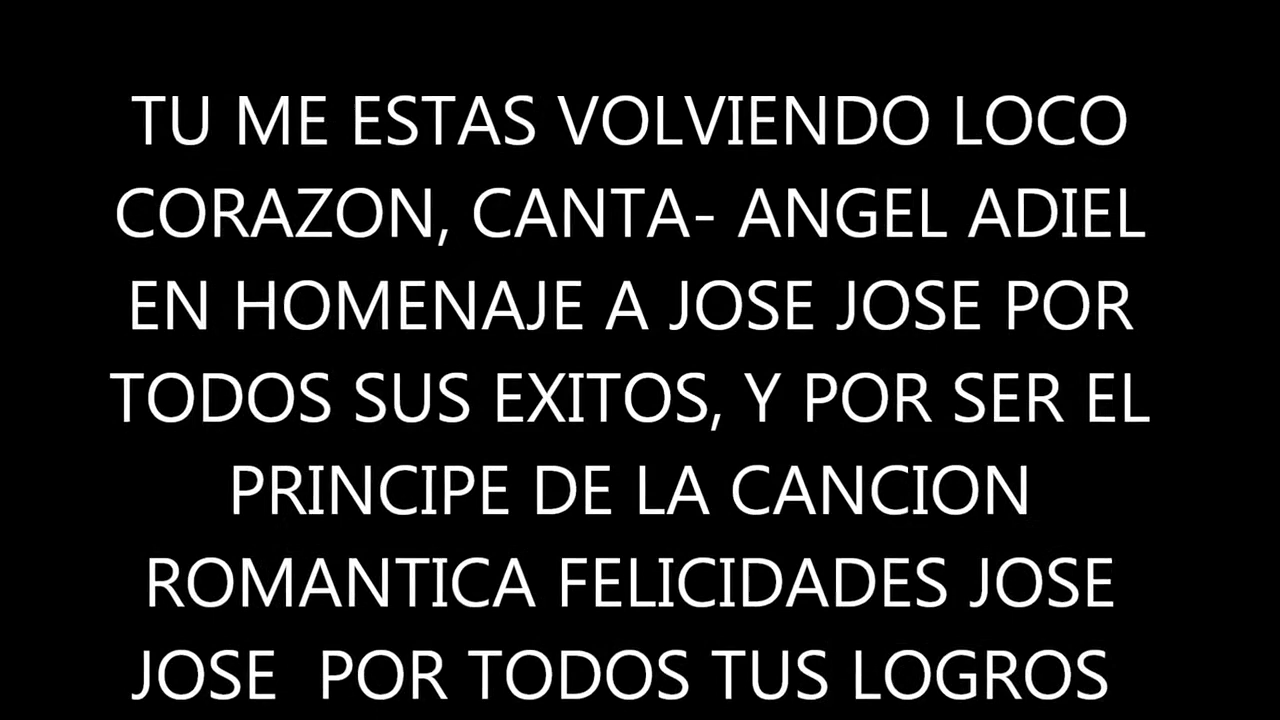 TU ME ESTAS VOLVIENDO LOCO
CORAZON, CANTA- ANGEL ADIEL
EN HOMENAJE A JOSE JOSE POR
TODOS SUS EXITOS, Y POR SER EL
PRINCIPE DE LA CANCION
ROMANTICA FELICIDADES JOSE
JOSE  POR TODOS TUS LOGROS